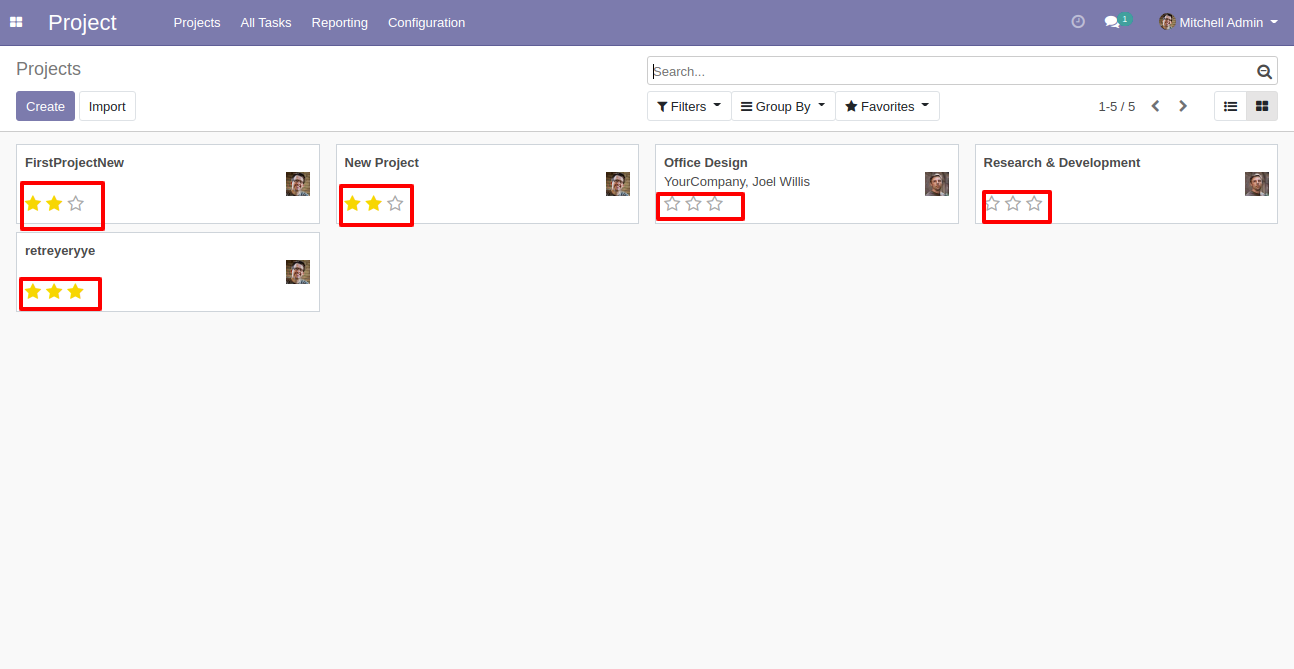 Project
Projects All Tasks Reporting Configuration
1
Mitchell Admin
Projects
Search...
Create Import
Filters Group By Favorites
1-5 / 5
FirstProjectNew
New Project
Office Design
YourCompany, Joel Willis
Research & Development
retreyeryye